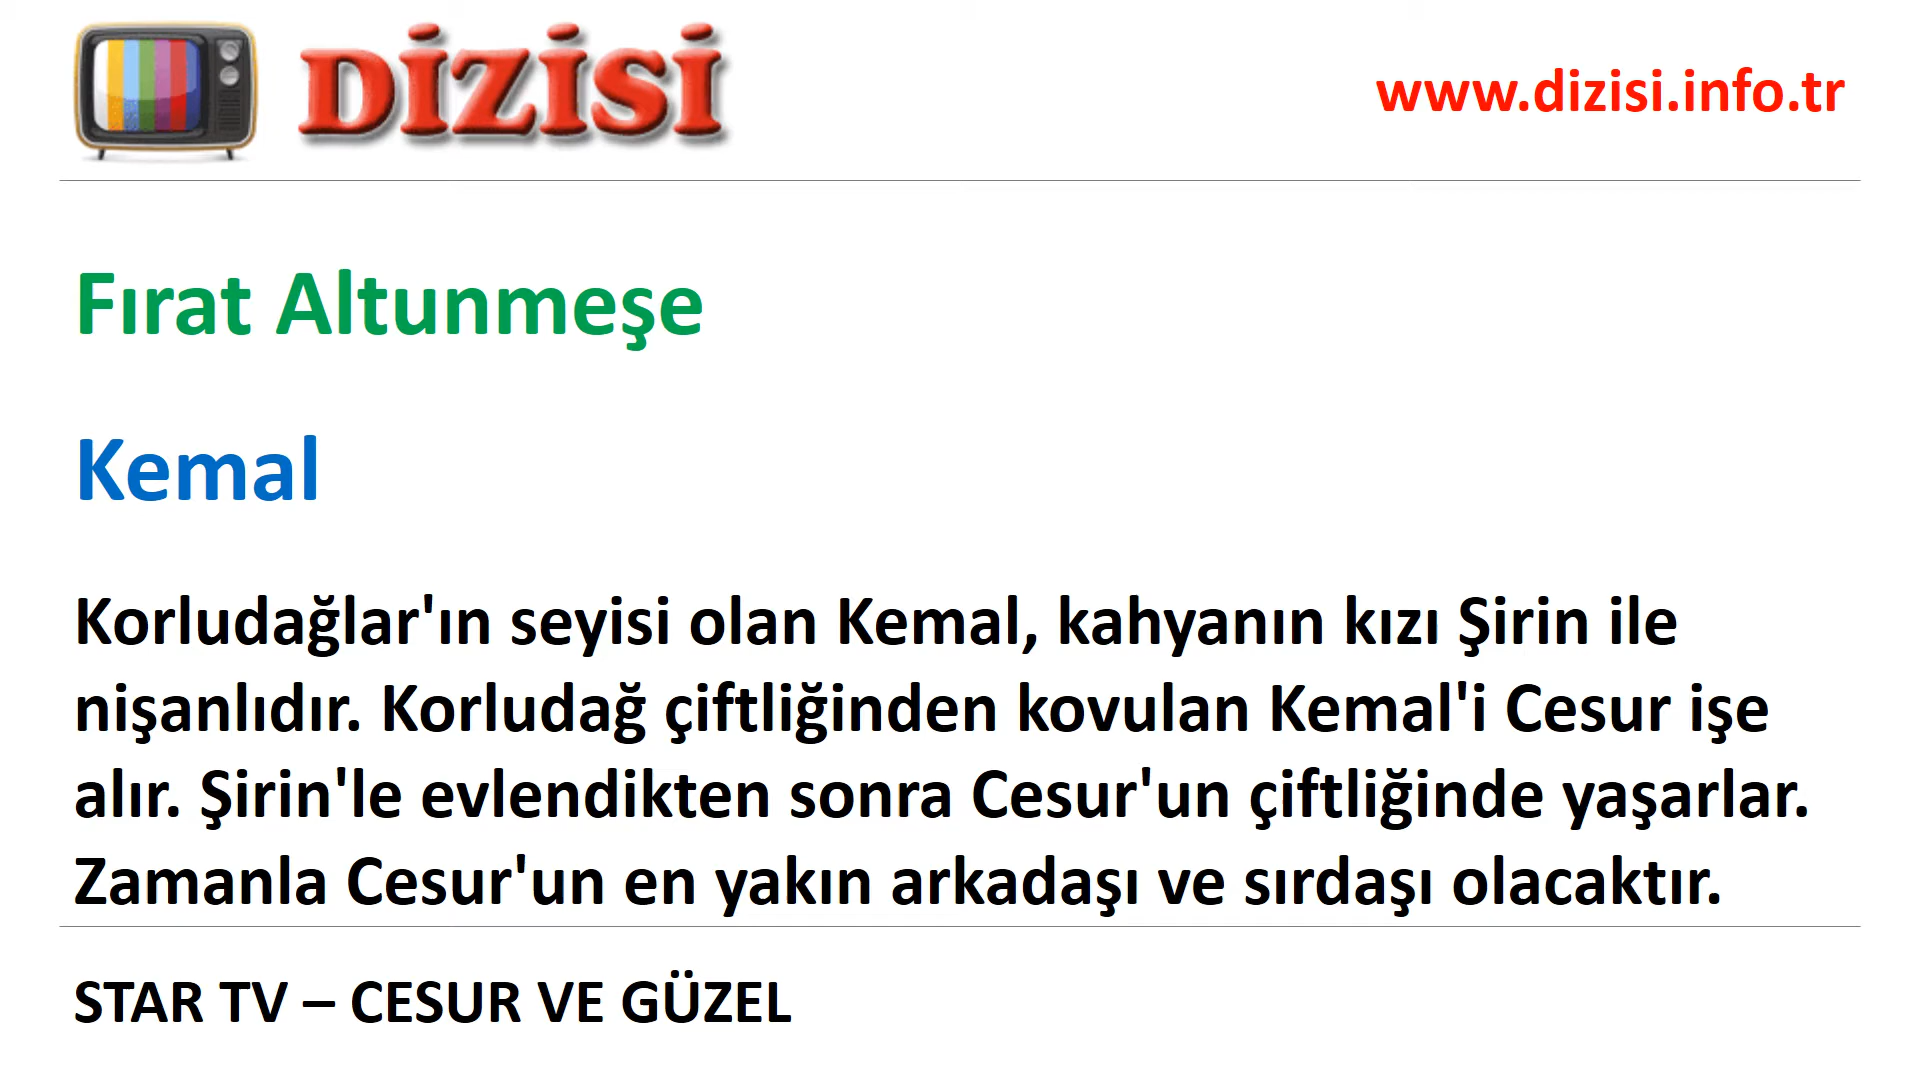 DİZİSİ
www.dizisi.info.tr
Fırat Altunmeşe
Kemal
Korludağlar'ın seyisi olan Kemal, kahyanın kızı Şirin ile
nişanlıdır. Korludağ çiftliğinden kovulan Kemal'i Cesur işe
alır. Şirin'le evlendikten sonra Cesur'un çiftliğinde yaşarlar.
Zamanla Cesur'un en yakın arkadaşı ve sırdaşı olacaktır.
STAR TV – CESUR VE GÜZEL